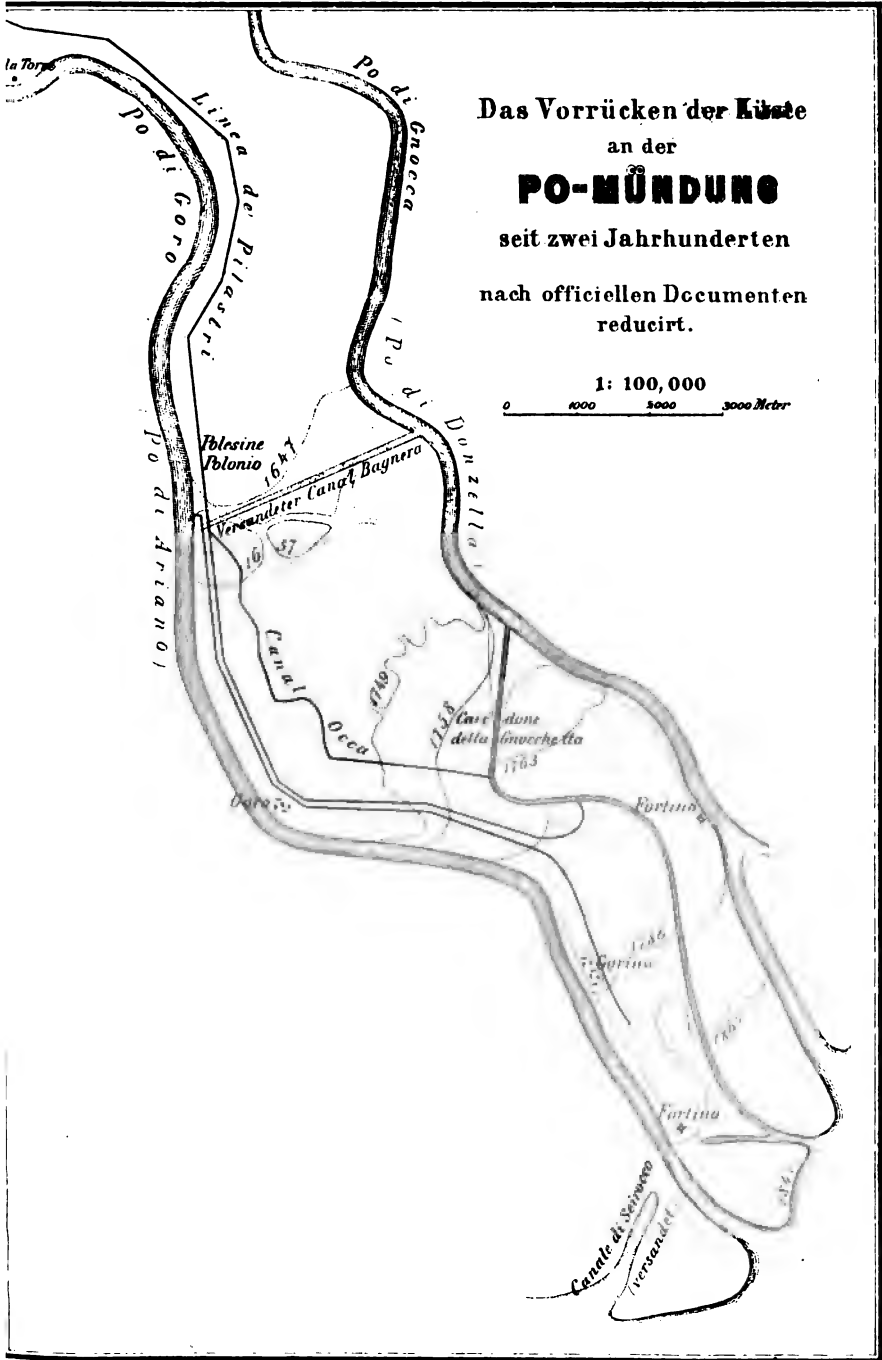 Das Vorrücken der Küste
an der
PO-MÜNDUNG
seit zwei Jahrhunderten
nach officiellen Documenten
reducirt.
1: 100,000
0 1000 2000 3000 Meter
la Torre
Po di Goro
Linea de' Pilastri
Po di Gnocca
(Po di Donzella)
Polesine
Polonio
1647
Versandeter Canal Bagnera
16 57
(Po di Ariano)
Canal Occa
1749
1758
della Gnocchetta
1763
Goro
Fortino
Gorino
Fortino
Canale di Scirocco
(versandet